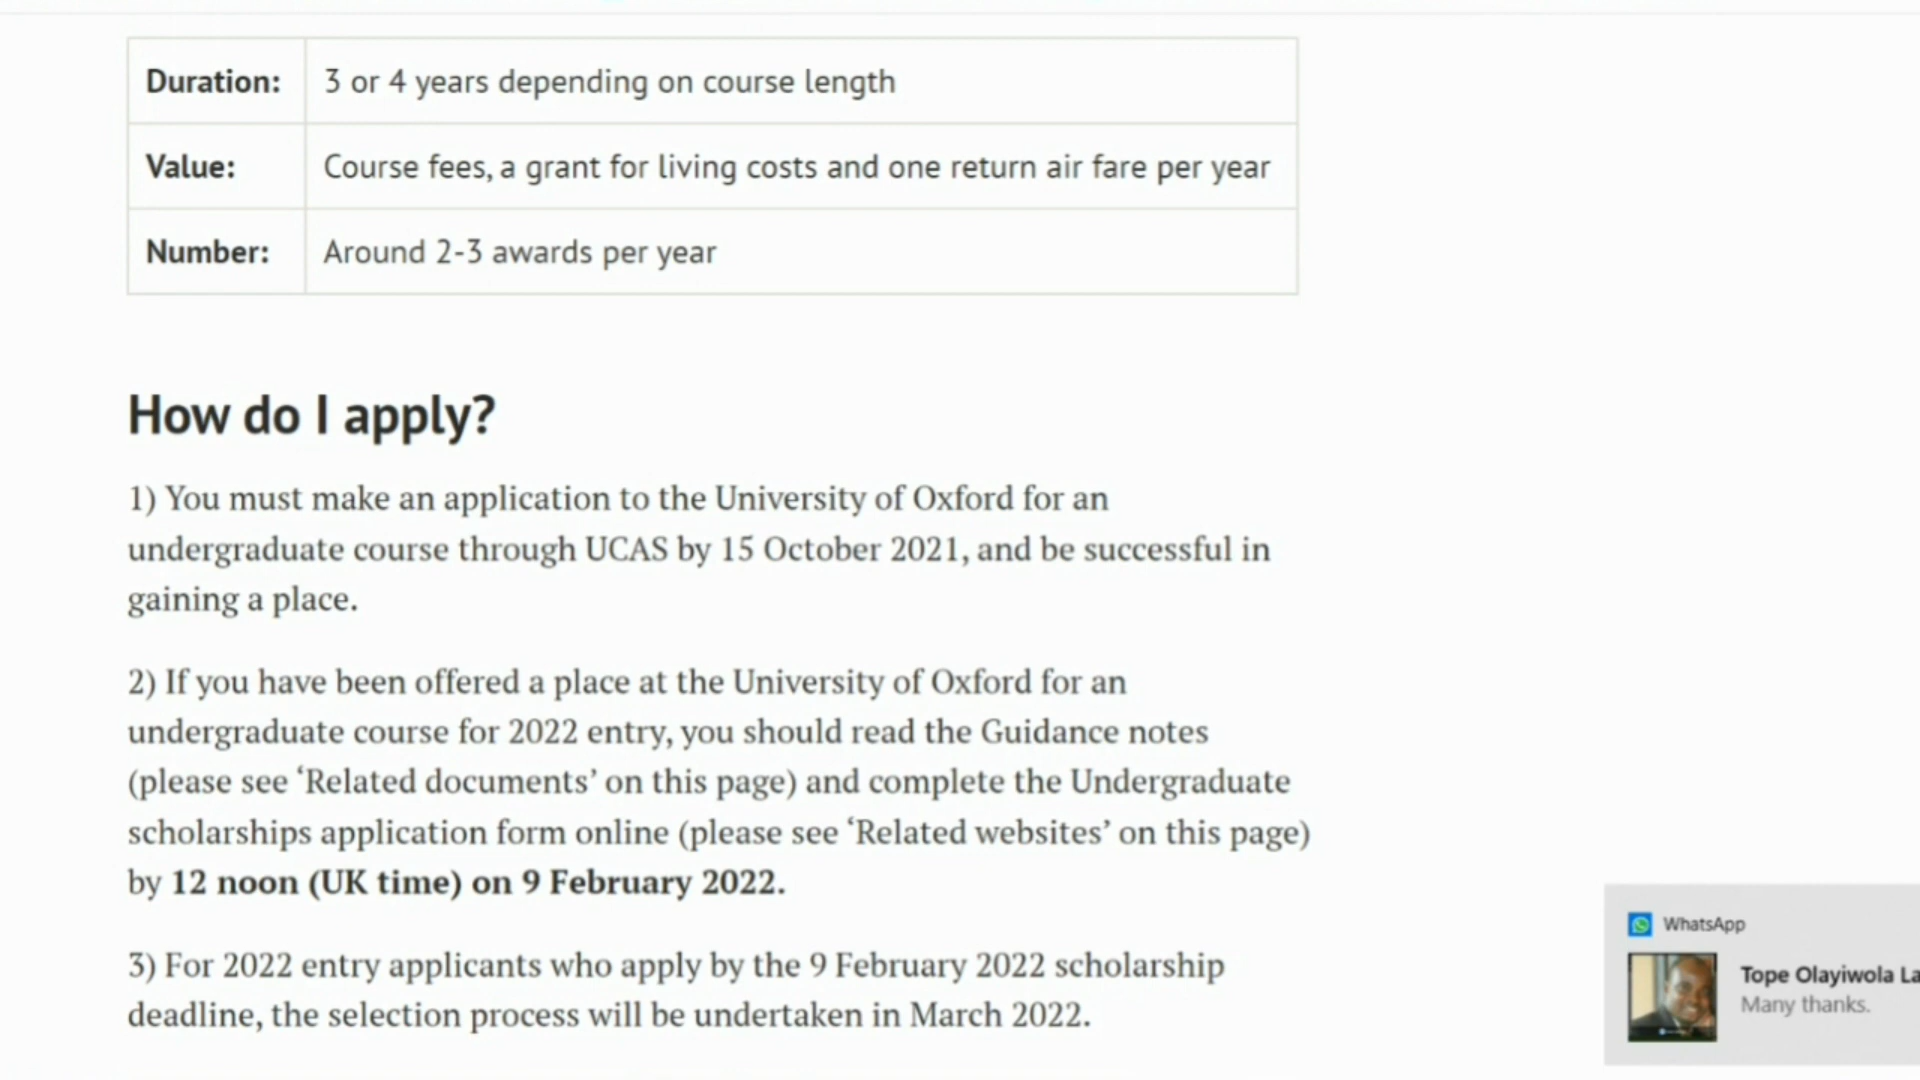 Duration: 3 or 4 years depending on course length
Value: Course fees, a grant for living costs and one return air fare per year
Number: Around 2-3 awards per year
How do I apply?
1) You must make an application to the University of Oxford for an
undergraduate course through UCAS by 15 October 2021, and be successful in
gaining a place.
2) If you have been offered a place at the University of Oxford for an
undergraduate course for 2022 entry, you should read the Guidance notes
(please see ‘Related documents’ on this page) and complete the Undergraduate
scholarships application form online (please see ‘Related websites’ on this page)
by 12 noon (UK time) on 9 February 2022.
3) For 2022 entry applicants who apply by the 9 February 2022 scholarship
deadline, the selection process will be undertaken in March 2022.
WhatsApp
Tope Olayiwola La
Many thanks.